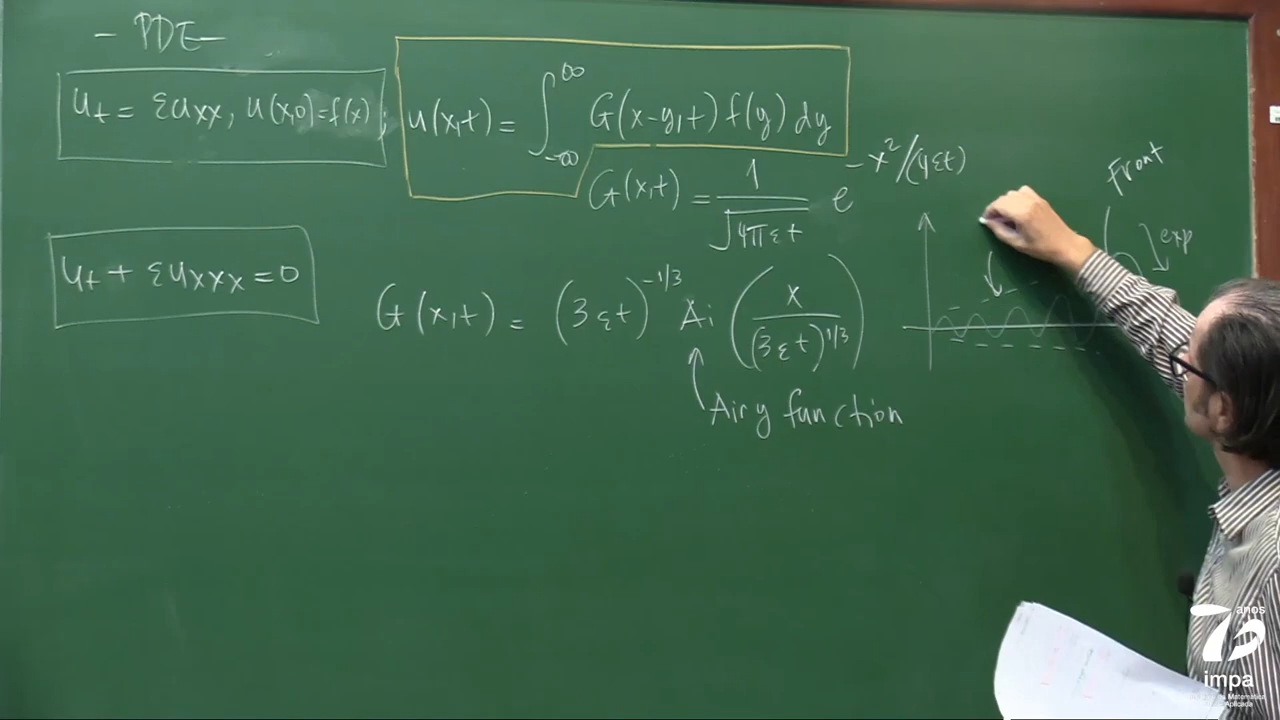 - PDE -
u_t = εu_xx, u(x,0)=f(x) ; u(x,t) = ∫_{-∞}^{∞} G(x-y,t) f(y) dy
G(x,t) = 1/√(4πεt) e^{-x²/(4εt)}
Front
exp
u_t + εu_xxx = 0
G(x,t) = (3εt)^{-1/3} Ai (x/(3εt)^{1/3})
Airy function
anos
impa